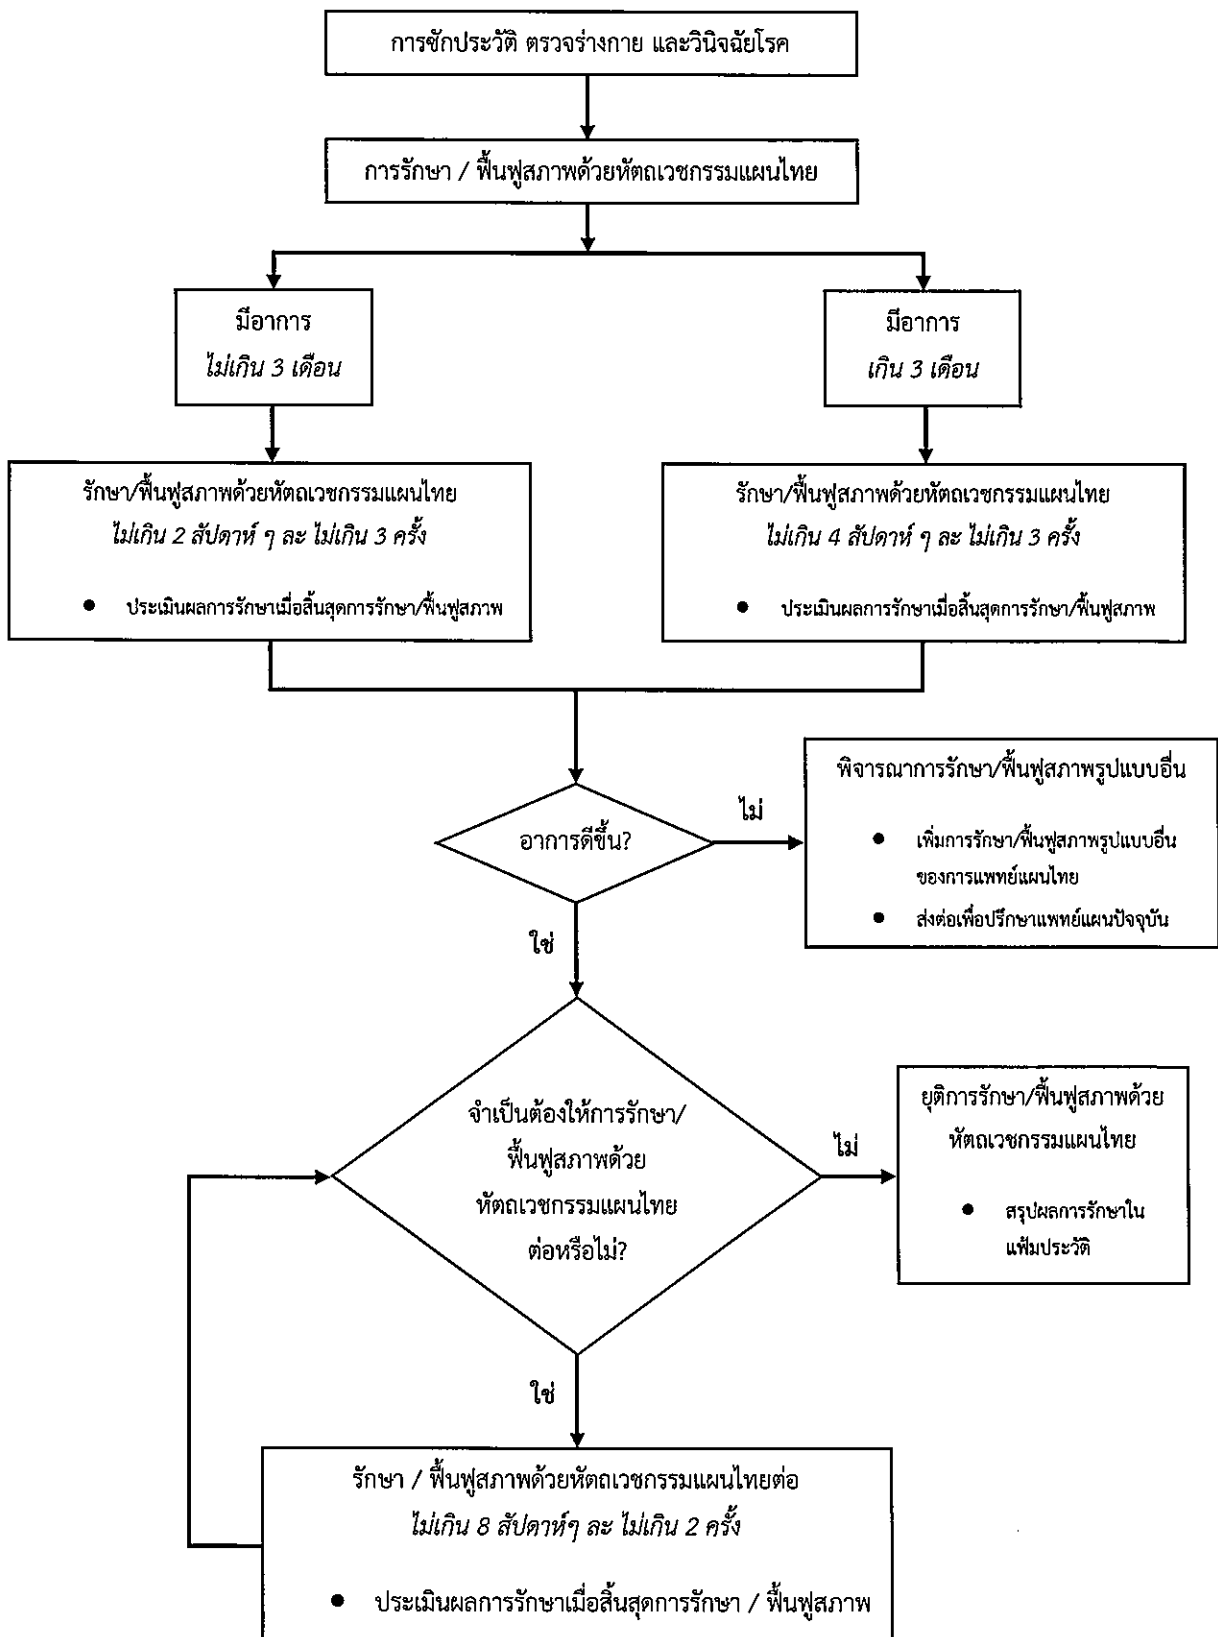 การซักประวัติ ตรวจร่างกาย และวินิจฉัยโรค
การรักษา / ฟื้นฟูสภาพด้วยหัตถเวชกรรมแผนไทย
มีอาการ
ไม่เกิน 3 เดือน
มีอาการ
เกิน 3 เดือน
รักษา/ฟื้นฟูสภาพด้วยหัตถเวชกรรมแผนไทย
ไม่เกิน 2 สัปดาห์ ๆ ละ ไม่เกิน 3 ครั้ง
● ประเมินผลการรักษาเมื่อสิ้นสุดการรักษา/ฟื้นฟูสภาพ
รักษา/ฟื้นฟูสภาพด้วยหัตถเวชกรรมแผนไทย
ไม่เกิน 4 สัปดาห์ ๆ ละ ไม่เกิน 3 ครั้ง
● ประเมินผลการรักษาเมื่อสิ้นสุดการรักษา/ฟื้นฟูสภาพ
อาการดีขึ้น?
ไม่
พิจารณาการรักษา/ฟื้นฟูสภาพรูปแบบอื่น
● เพิ่มการรักษา/ฟื้นฟูสภาพรูปแบบอื่น
ของการแพทย์แผนไทย
● ส่งต่อเพื่อปรึกษาแพทย์แผนปัจจุบัน
ใช่
จำเป็นต้องให้การรักษา/
ฟื้นฟูสภาพด้วย
หัตถเวชกรรมแผนไทย
ต่อหรือไม่?
ไม่
ยุติการรักษา/ฟื้นฟูสภาพด้วย
หัตถเวชกรรมแผนไทย
● สรุปผลการรักษาใน
แฟ้มประวัติ
ใช่
รักษา / ฟื้นฟูสภาพด้วยหัตถเวชกรรมแผนไทยต่อ
ไม่เกิน 8 สัปดาห์ๆ ละ ไม่เกิน 2 ครั้ง
● ประเมินผลการรักษาเมื่อสิ้นสุดการรักษา / ฟื้นฟูสภาพ